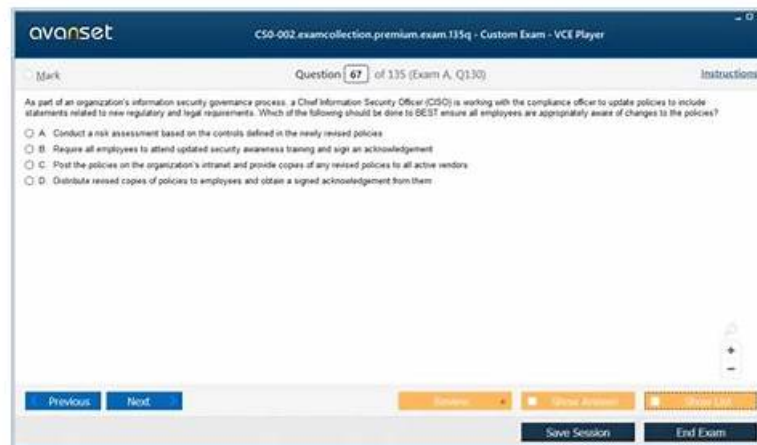 avanset
CS0-002.examcollection.premium.exam.135q - Custom Exam - VCE Player
Mark
Question 67 of 135 (Exam A, Q130)
Instructions
As part of an organization's information security governance process, a Chief Information Security Officer (CISO) is working with the compliance officer to update policies to include
statements related to new regulatory and legal requirements. Which of the following should be done to BEST ensure all employees are appropriately aware of changes to the policies?
A. Conduct a risk assessment based on the controls defined in the newly revised policies
B. Require all employees to attend updated security awareness training and sign an acknowledgement
C. Post the policies on the organization's intranet and provide copies of any revised policies to all active vendors
D. Distribute revised copies of policies to employees and obtain a signed acknowledgement from them
Previous
Next
Review
Show Answer
Show List
Save Session
End Exam